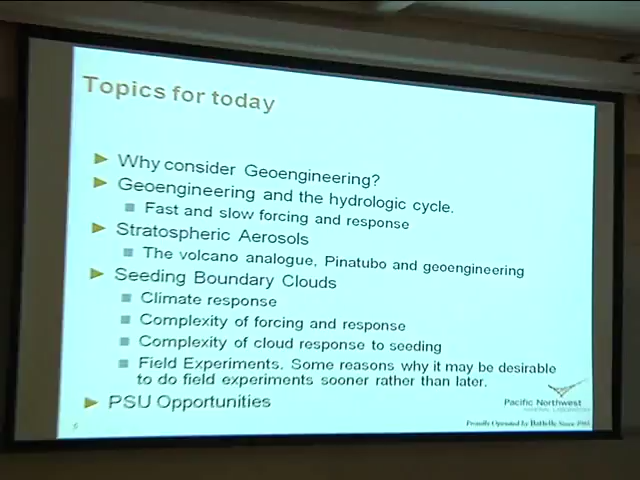 Topics for today
Why consider Geoengineering?
Geoengineering and the hydrologic cycle.
Fast and slow forcing and response
Stratospheric Aerosols
The volcano analogue, Pinatubo and geoengineering
Seeding Boundary Clouds
Climate response
Complexity of forcing and response
Complexity of cloud response to seeding
Field Experiments. Some reasons why it may be desirable
to do field experiments sooner rather than later.
PSU Opportunities
Pacific Northwest
NATIONAL LABORATORY
Proudly Operated by Battelle Since 1965
6